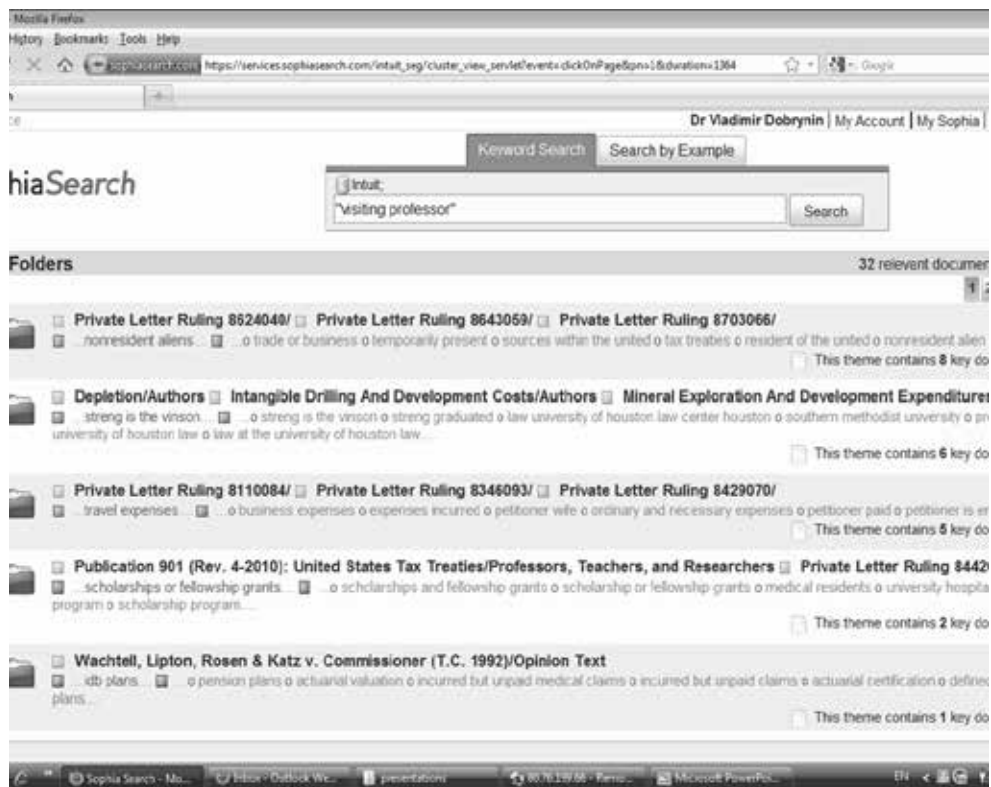 Mozilla Firefox
History Bookmarks Tools Help
sophiasearch.com https://services.sophiasearch.com/intuit_seg/cluster_view_servlet?event=clickOnPage&pn=1&duration=1364 Google
Dr Vladimir Dobrynin | My Account | My Sophia |
Keyword Search Search by Example
hiaSearch
Intuit;
"visiting professor" Search
Folders 32 relevant documen
1 2
Private Letter Ruling 8624040/ Private Letter Ruling 8643059/ Private Letter Ruling 8703066/
...nonresident aliens... ...o trade or business o temporarily present o sources within the united o tax treaties o resident of the united o nonresident alien
This theme contains 8 key do
Depletion/Authors Intangible Drilling And Development Costs/Authors Mineral Exploration And Development Expenditures
...streng is the vinson... ...o streng is the vinson o streng graduated o law university of houston law center houston o southern methodist university o pr
university of houston law o law at the university of houston law...
This theme contains 6 key do
Private Letter Ruling 8110084/ Private Letter Ruling 8346093/ Private Letter Ruling 8429070/
...travel expenses... ...o business expenses o expenses incurred o petitioner wife o ordinary and necessary expenses o petitioner paid o petitioner is en
This theme contains 5 key do
Publication 901 (Rev. 4-2010): United States Tax Treaties/Professors, Teachers, and Researchers Private Letter Ruling 8442
...scholarships or fellowship grants... ...o scholarships and fellowship grants o scholarship or fellowship grants o medical residents o university hospita
program o scholarship program...
This theme contains 2 key do
Wachtell, Lipton, Rosen & Katz v. Commissioner (T.C. 1992)/Opinion Text
...idb plans... ...o pension plans o actuarial valuation o incurred but unpaid medical claims o incurred but unpaid claims o actuarial certification o define
plans...
This theme contains 1 key do
Sophia Search - Mo... Inbox - Outlook We... presentations Microsoft PowerPo... EN